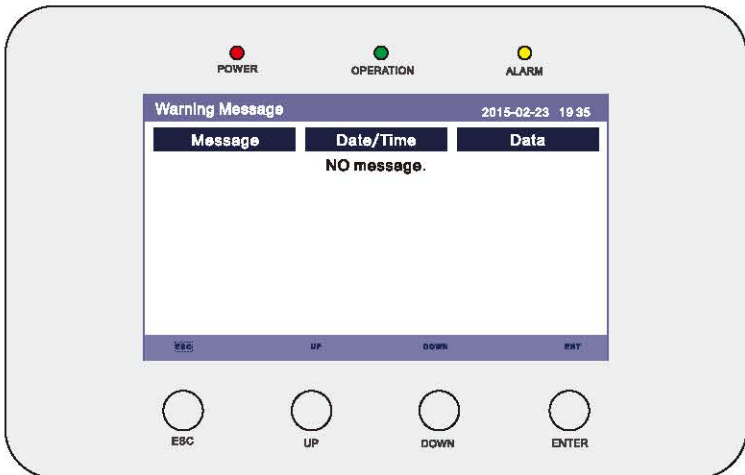 POWER OPERATION ALARM
Warning Message 2015-02-23 19 35
Message Date/Time Data
NO message.
ESC UP DOWN ENT
ESC UP DOWN ENTER